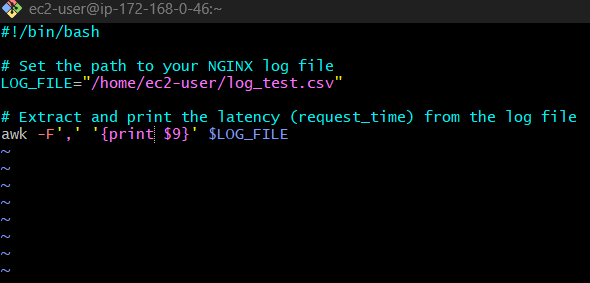 ec2-user@ip-172-168-0-46:~
#!/bin/bash
# Set the path to your NGINX log file
LOG_FILE="/home/ec2-user/log_test.csv"
# Extract and print the latency (request_time) from the log file
awk -F',' '{print $9}' $LOG_FILE
~
~
~
~
~
~
~